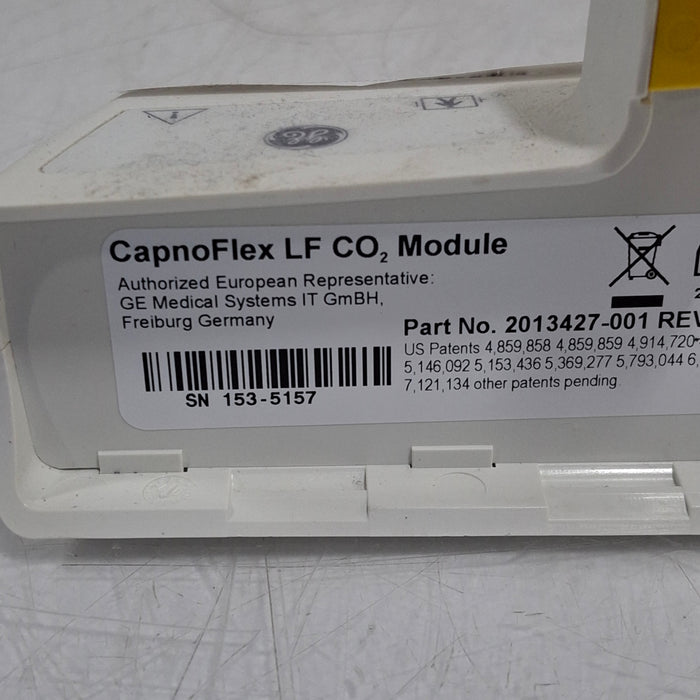 GE
CapnoFlex LF CO₂ Module
Authorized European Representative:
GE Medical Systems IT GmBH,
Freiburg Germany
SN 153-5157
Part No. 2013427-001 REV
US Patents 4,859,858 4,859,859 4,914,720
5,146,092 5,153,436 5,369,277 5,793,044 6,
7,121,134 other patents pending.